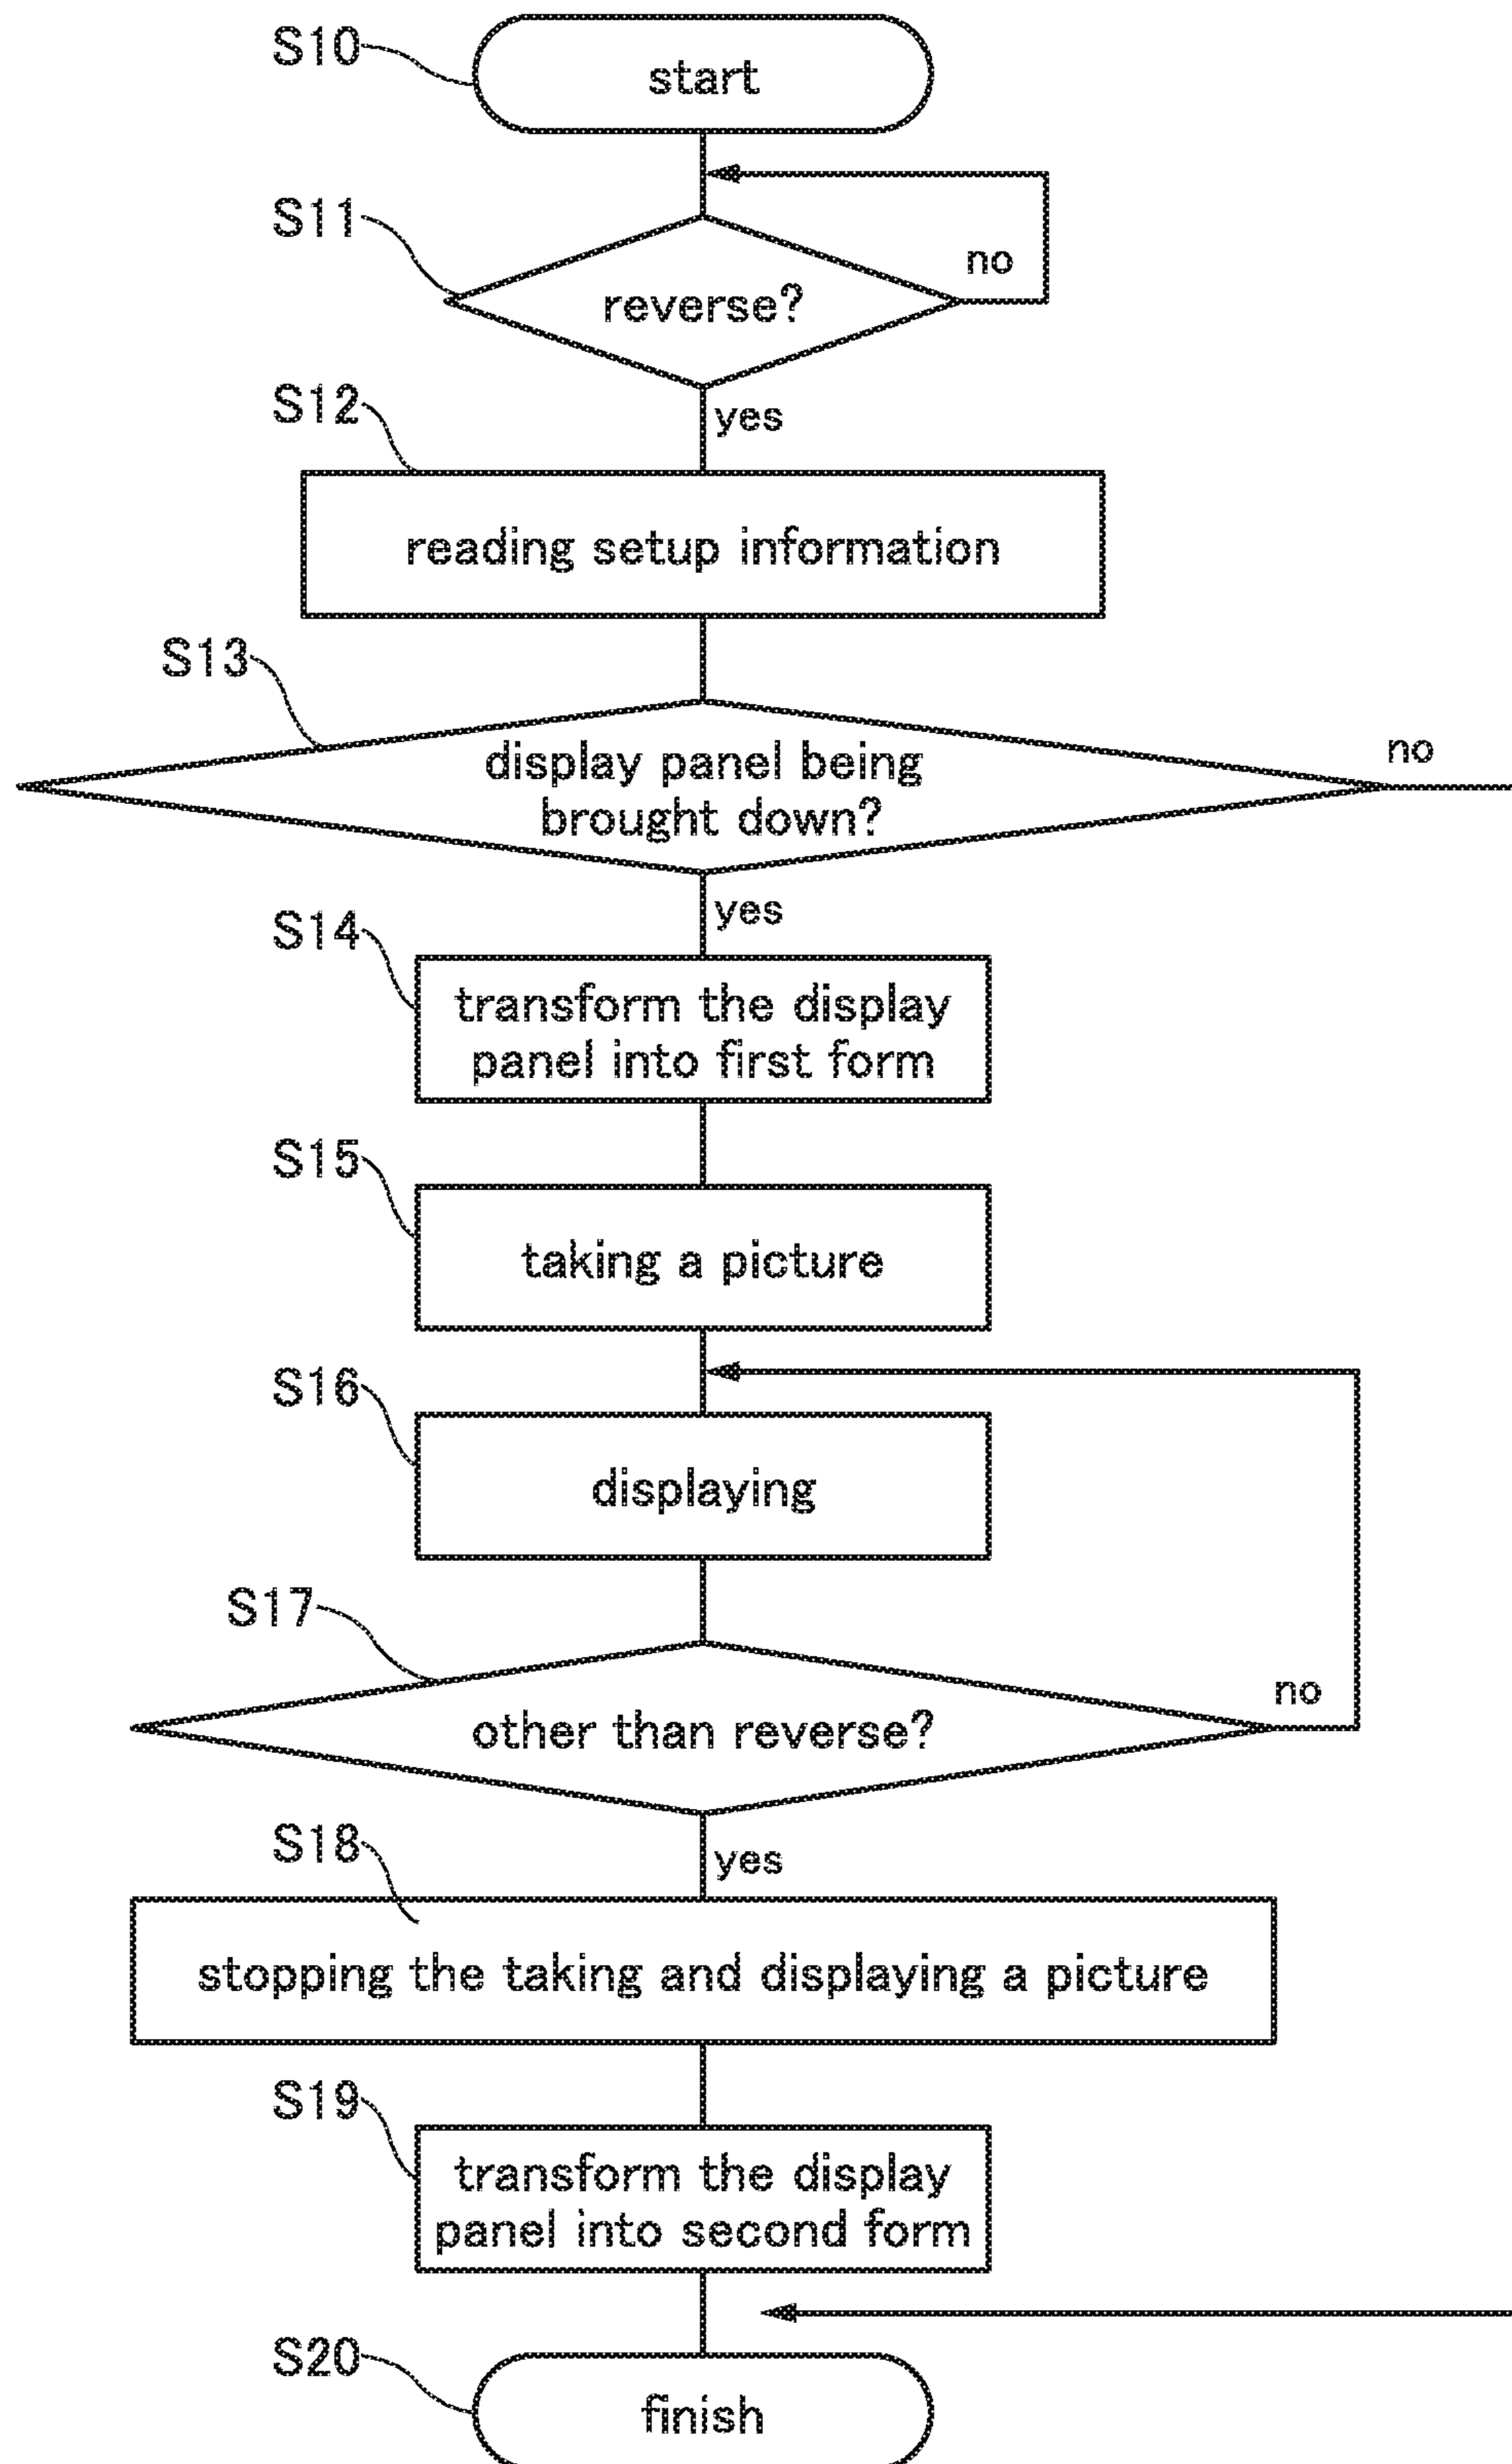 S10
start
S11
reverse?
no
S12
yes
reading setup information
S13
display panel being
brought down?
no
S14
yes
transform the display
panel into first form
S15
taking a picture
S16
displaying
S17
other than reverse?
no
S18
yes
stopping the taking and displaying a picture
S19
transform the display
panel into second form
S20
finish